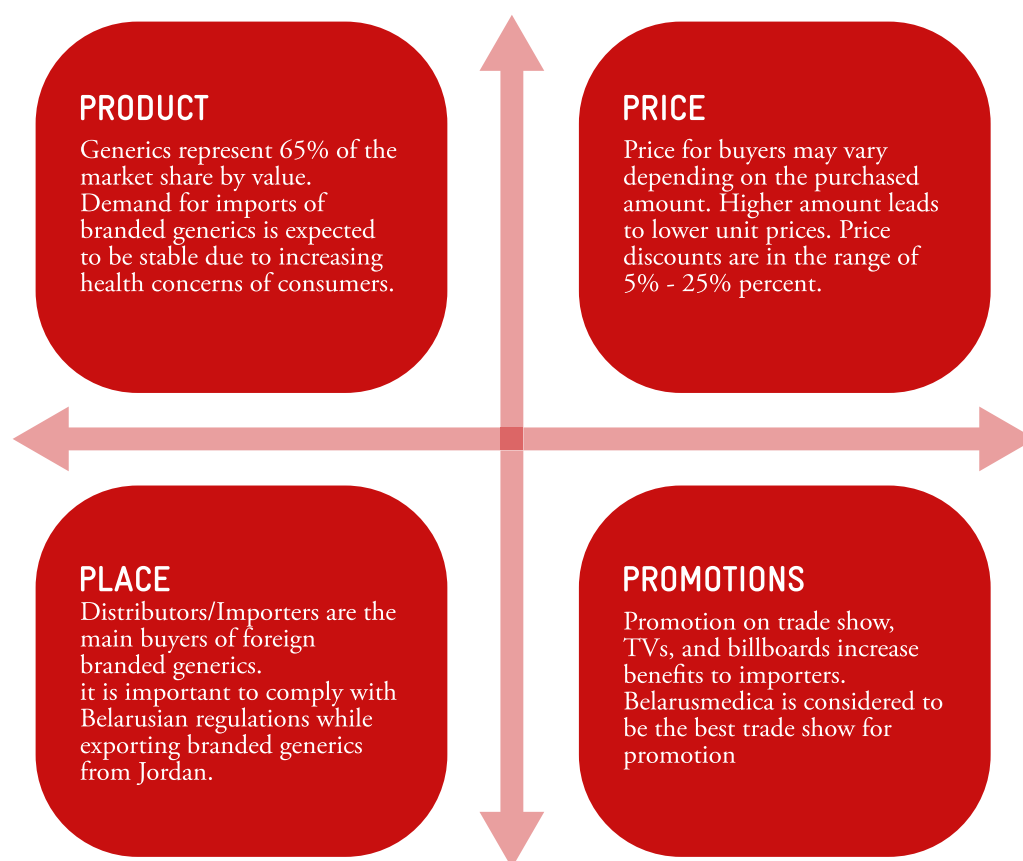 PRODUCT
Generics represent 65% of the
market share by value.
Demand for imports of
branded generics is expected
to be stable due to increasing
health concerns of consumers.
PRICE
Price for buyers may vary
depending on the purchased
amount. Higher amount leads
to lower unit prices. Price
discounts are in the range of
5% - 25% percent.
PLACE
Distributors/Importers are the
main buyers of foreign
branded generics.
it is important to comply with
Belarusian regulations while
exporting branded generics
from Jordan.
PROMOTIONS
Promotion on trade show,
TVs, and billboards increase
benefits to importers.
Belarusmedica is considered to
be the best trade show for
promotion